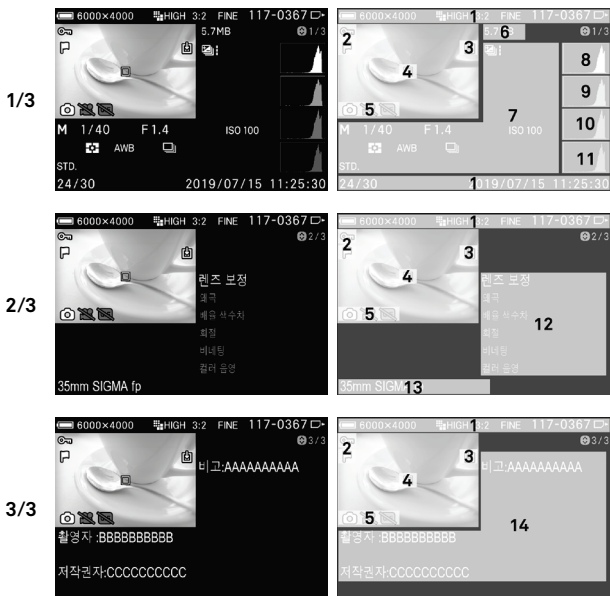 6000×4000 HIGH 3:2 FINE 117-0367
5.7MB 1/3
1/3
M 1/40 F1.4 ISO 100
AWB
STD.
24/30 2019/07/15 11:25:30
6000×4000 HIGH 1 3:2 FINE 117-0367
2 5.7MB 6 1/3
3
4
5
7
8
9
10
11
M 1/40 F1.4 ISO 100
AWB
STD.
24/30 1 2019/07/15 11:25:30
6000×4000 HIGH 3:2 FINE 117-0367
2/3
2/3
렌즈 보정
왜곡
배율 색수차
회절
비네팅
컬러 음영
35mm SIGMA fp
6000×4000 HIGH 1 3:2 FINE 117-0367
2 2/3
3
4
5
렌즈 보정
왜곡
배율 색수차
회절
비네팅
컬러 음영
12
35mm SIGMA fp 13
6000×4000 HIGH 3:2 FINE 117-0367
3/3
3/3
비고:AAAAAAAAAA
촬영자 :BBBBBBBBBB
저작권자:CCCCCCCCCC
6000×4000 HIGH 1 3:2 FINE 117-0367
2 3/3
3 비고:AAAAAAAAAA
4
5
14
촬영자 :BBBBBBBBBB
저작권자:CCCCCCCCCC